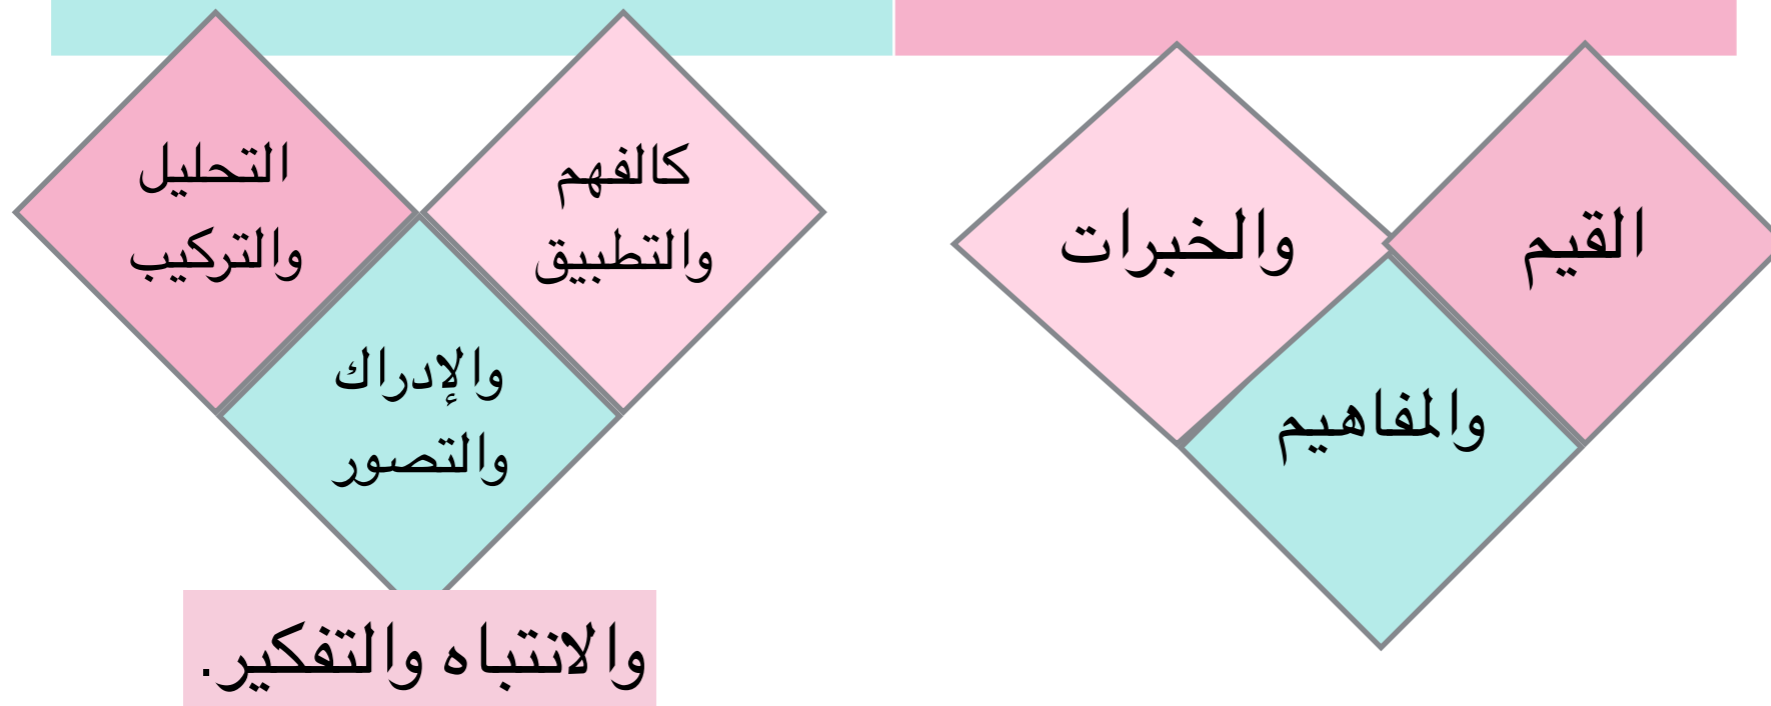 القيم
والمفاهيم
والخبرات
كالفهم
والتطبيق
والإدراك
والتصور
التحليل
والتركيب
والانتباه والتفكير.